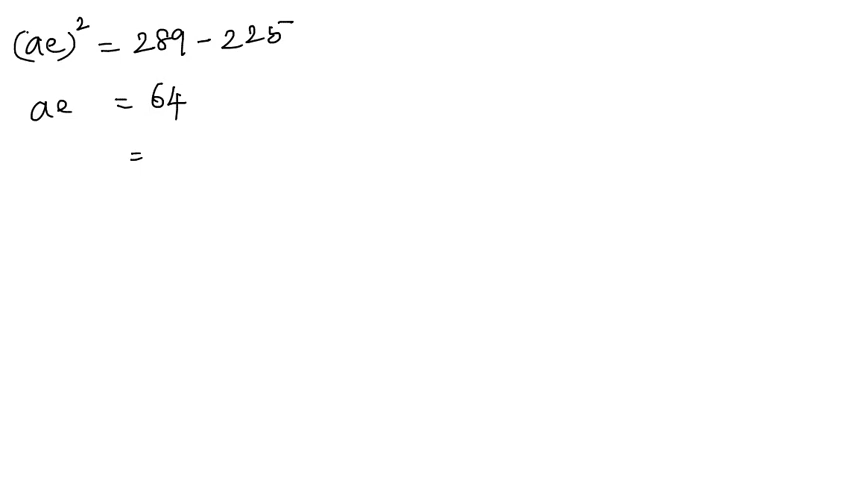 (ae)² = 289 - 225
ae = 64
=